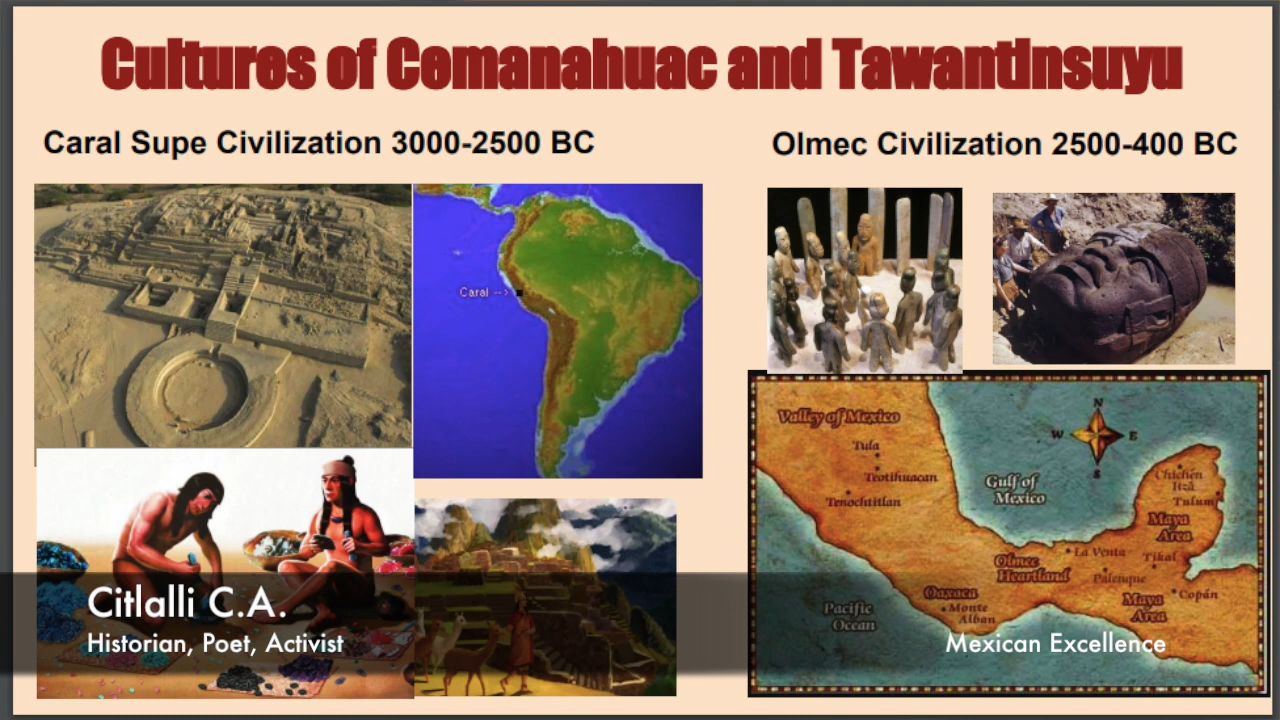 Cultures of Cemanahuac and Tawantinsuyu
Caral Supe Civilization 3000-2500 BC
Olmec Civilization 2500-400 BC
Caral -->
Valley of Mexico
Tula
Teotihuacan
Tenochtitlan
Gulf of
Mexico
N
W
E
S
Chichén
Itzá
Tulum
Maya
Area
La Venta
Tikal
Olmec
Heartland
Palenque
Copán
Oaxaca
Monte
Alban
Maya
Area
Pacific
Ocean
Citlalli C.A.
Historian, Poet, Activist
Mexican Excellence